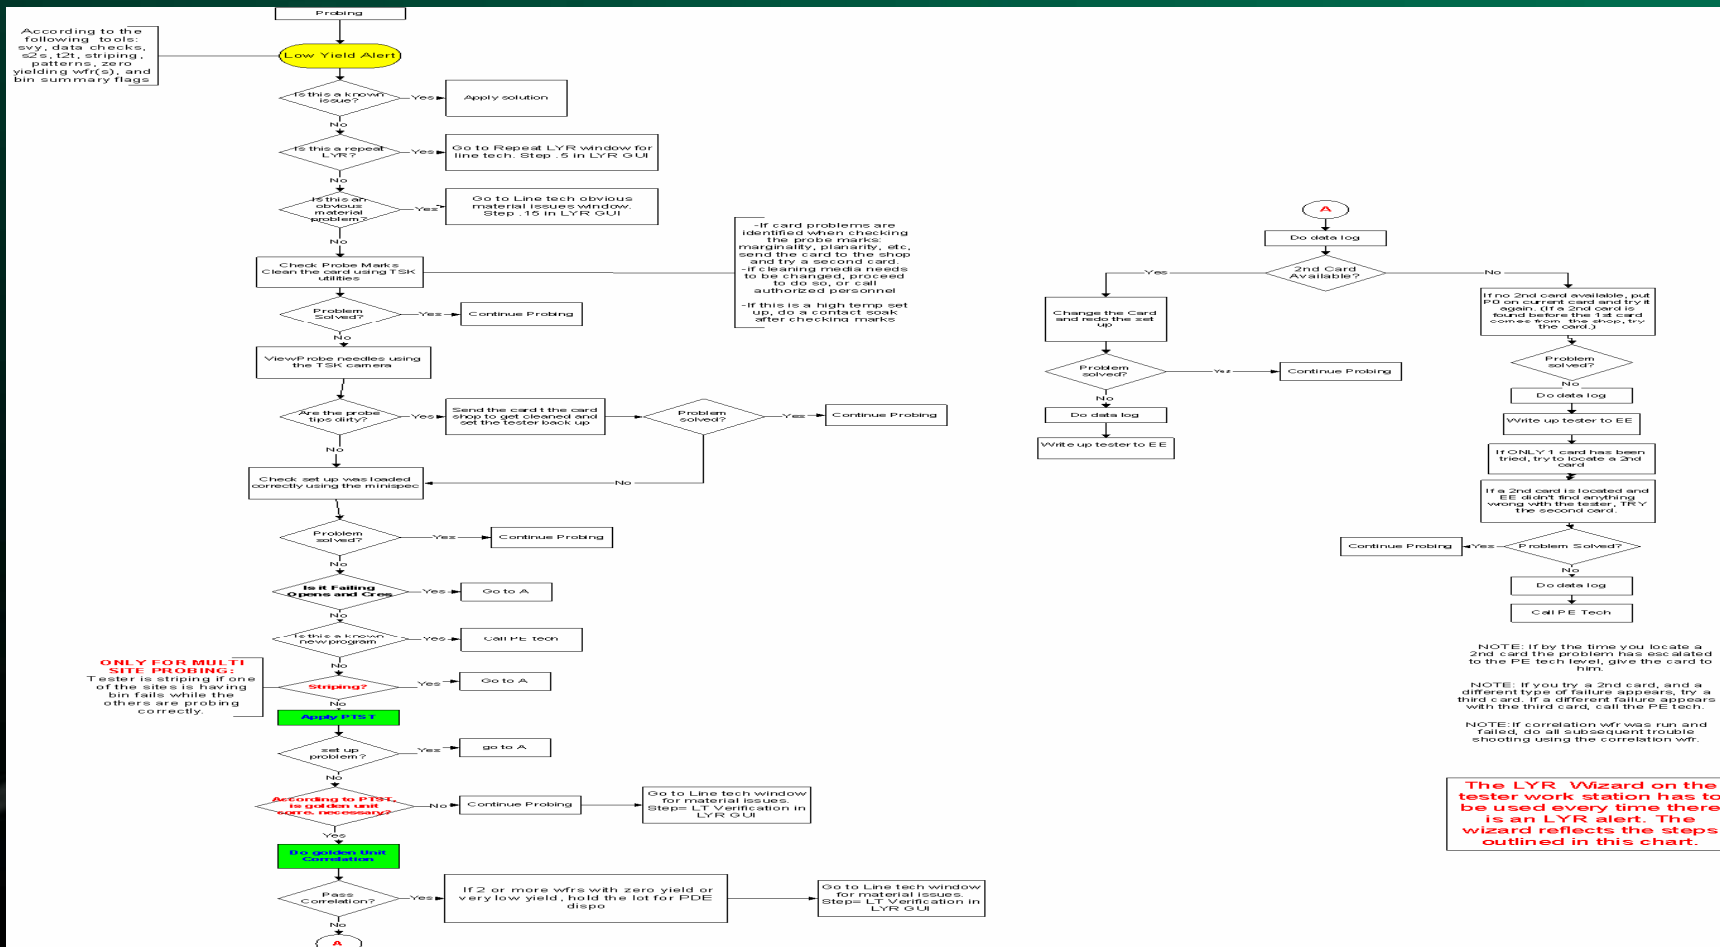 Probing
According to the
following tools:
svy, data checks,
s2s, t2t, striping,
patterns, zero
yielding wfr(s), and
bin summary flags
Low Yield Alert
Is this a known
issue?
Yes
Apply solution
No
Is this a repeat
LYR?
Yes
Go to Repeat LYR window for
line tech. Step .5 in LYR GUI
No
Is this an
obvious
material
problem?
Yes
Go to Line tech obvious
material issues window.
Step .15 in LYR GUI
No
Check Probe Marks
Clean the card using TSK
utilities
-If card problems are
identified when checking
the probe marks:
marginality, planarity, etc,
send the card to the shop
and try a second card.
-if cleaning media needs
to be changed, proceed
to do so, or call
authorized personnel
-If this is a high temp set
up, do a contact soak
after checking marks
Problem
Solved?
Yes
Continue Probing
No
ViewProbe needles using
the TSK camera
Are the probe
tips dirty?
Yes
Send the card t the card
shop to get cleaned and
set the tester back up
Problem
solved?
Yes
Continue Probing
No
No
Check set up was loaded
correctly using the minispec
Problem
solved?
Yes
Continue Probing
No
Is it Failing
Opens and Cres
Yes
Go to A
No
Is this a known
new program
Yes
Call PE tech
No
ONLY FOR MULTI
SITE PROBING:
Tester is striping if one
of the sites is having
bin fails while the
others are probing
correctly.
Striping?
Yes
Go to A
No
Apply PTST
set up
problem?
Yes
go to A
No
According to PTST,
is golden unit
corre. necessary?
No
Continue Probing
Go to Line tech window
for material issues.
Step= LT Verification in
LYR GUI
Yes
Do golden Unit
Correlation
Pass
Correlation?
Yes
If 2 or more wfrs with zero yield or
very low yield, hold the lot for PDE
dispo
Go to Line tech window
for material issues.
Step= LT Verification in
LYR GUI
No
A
A
Do data log
2nd Card
Available?
Yes
No
Change the Card
and redo the set
up
Problem
solved?
Yes
Continue Probing
No
Do data log
Write up tester to EE
If no 2nd card available, put
P0 on current card and try it
again. (If a 2nd card is
found before the 1st card
comes from the shop, try
the card.)
Problem
solved?
No
Do data log
Write up tester to EE
If ONLY 1 card has been
tried, try to locate a 2nd
card
If a 2nd card is located and
EE didn't find anything
wrong with the tester, TRY
the second card.
Problem Solved?
Yes
Continue Probing
No
Do data log
Call PE Tech
NOTE: If by the time you locate a
2nd card the problem has escalated
to the PE tech level, give the card to
him.
NOTE: If you try a 2nd card, and a
different type of failure appears, try a
third card. If a different failure appears
with the third card, call the PE tech.
NOTE: If correlation wfr was run and
failed, do all subsequent trouble
shooting using the correlation wfr.
The LYR Wizard on the
tester work station has to
be used every time there
is an LYR alert. The
wizard reflects the steps
outlined in this chart.